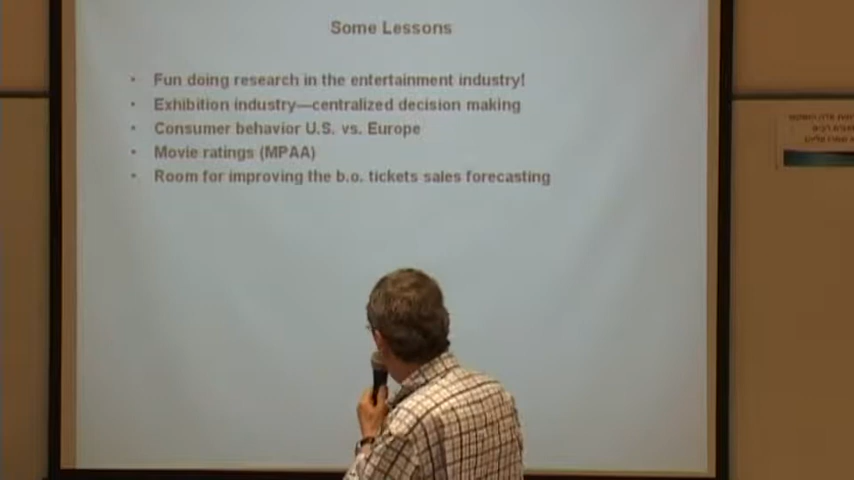 Some Lessons
• Fun doing research in the entertainment industry!
• Exhibition industry—centralized decision making
• Consumer behavior U.S. vs. Europe
• Movie ratings (MPAA)
• Room for improving the b.o. tickets sales forecasting